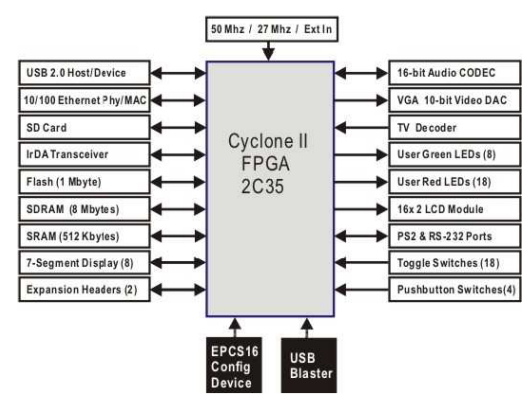 50 Mhz / 27 Mhz / Ext In
USB 2.0 Host/Device
10/100 Ethernet Phy/MAC
SD Card
IrDA Transceiver
Flash (1 Mbyte)
SDRAM (8 Mbytes)
SRAM (512 Kbytes)
7-Segment Display (8)
Expansion Headers (2)
Cyclone II
FPGA
2C35
16-bit Audio CODEC
VGA 10-bit Video DAC
TV Decoder
User Green LEDs (8)
User Red LEDs (18)
16x 2 LCD Module
PS2 & RS-232 Ports
Toggle Switches (18)
Pushbutton Switches(4)
EPCS16
Config
Device
USB
Blaster